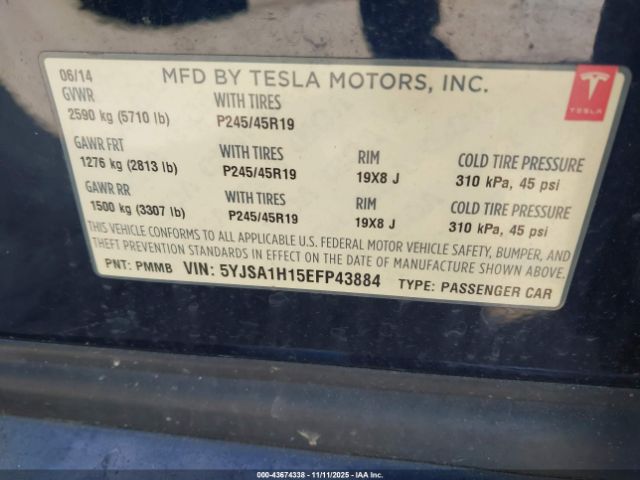 06/14 MFD BY TESLA MOTORS, INC.
TESLA
GVWR WITH TIRES
2590 kg (5710 lb) P245/45R19
GAWR FRT WITH TIRES RIM COLD TIRE PRESSURE
1276 kg (2813 lb) P245/45R19 19X8 J 310 kPa, 45 psi
GAWR RR WITH TIRES RIM COLD TIRE PRESSURE
1500 kg (3307 lb) P245/45R19 19X8 J 310 kPa, 45 psi
THIS VEHICLE CONFORMS TO ALL APPLICABLE U.S. FEDERAL MOTOR VEHICLE SAFETY, BUMPER, AND
THEFT PREVENTION STANDARDS IN EFFECT ON THE DATE OF MANUFACTURE SHOWN ABOVE.
PNT: PMMB VIN: 5YJSA1H15EFP43884 TYPE: PASSENGER CAR
000-43674338 - 11/11/2025 - IAA Inc.